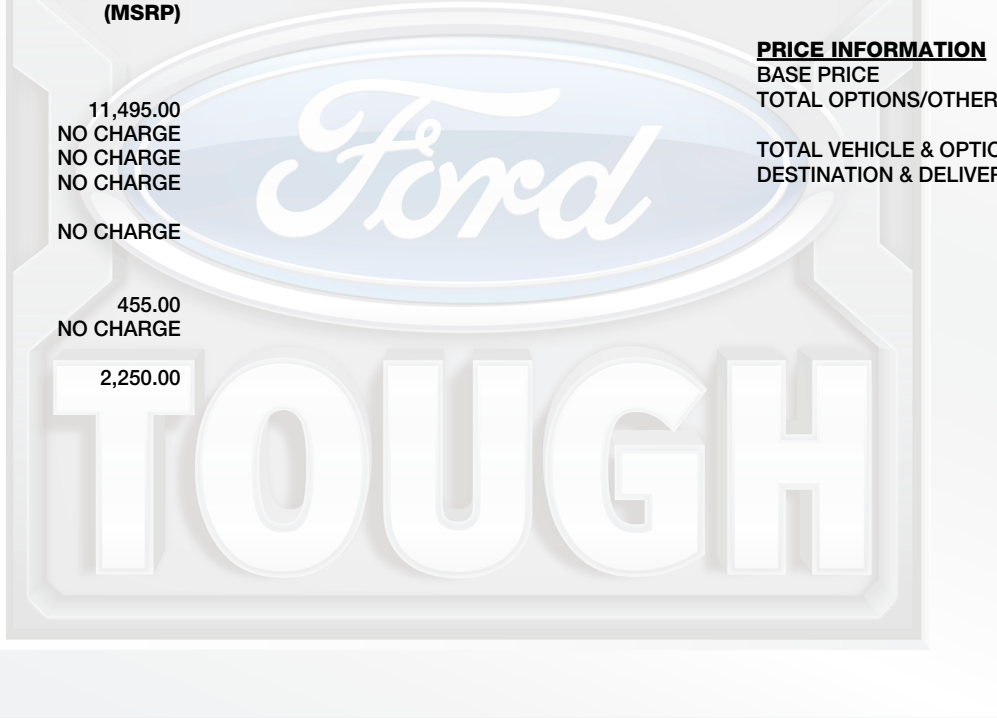 (MSRP)
11,495.00
NO CHARGE
NO CHARGE
NO CHARGE
NO CHARGE
455.00
NO CHARGE
2,250.00
PRICE INFORMATION
BASE PRICE
TOTAL OPTIONS/OTHER
TOTAL VEHICLE & OPTIO
DESTINATION & DELIVER
Ford
TOUGH